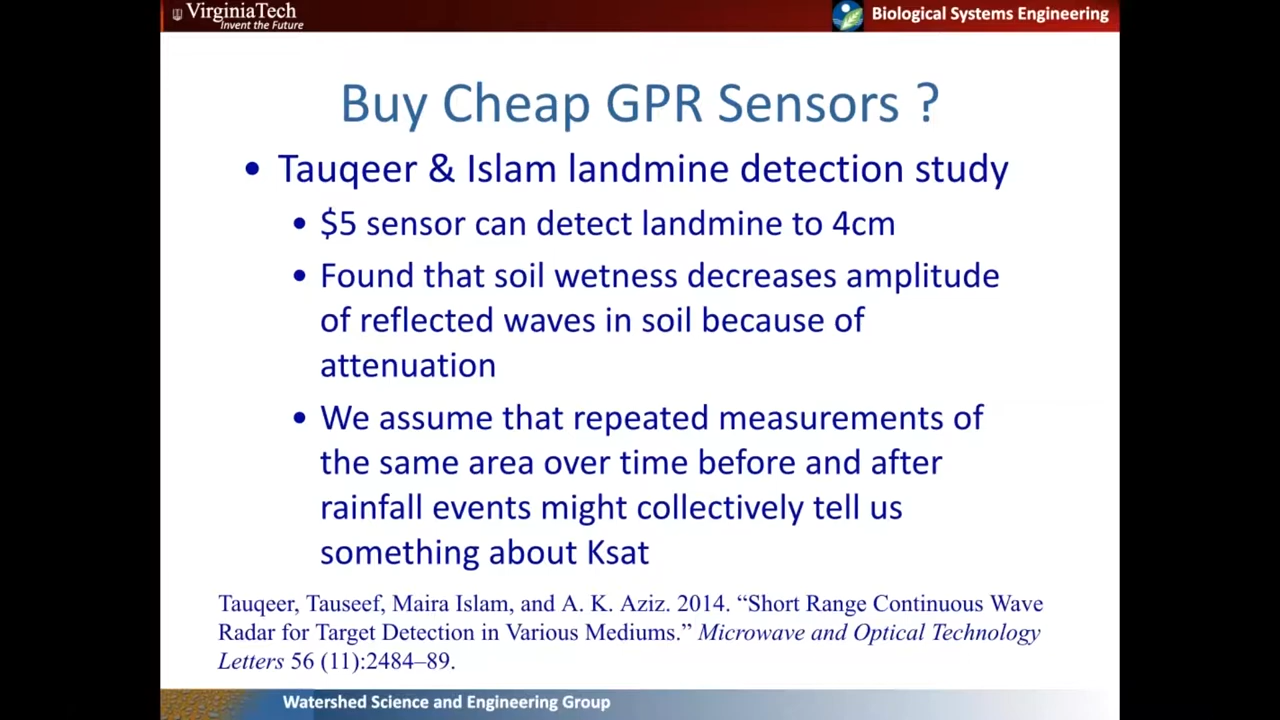 VirginiaTech
Invent the Future
Biological Systems Engineering
Buy Cheap GPR Sensors ?
• Tauqeer & Islam landmine detection study
• $5 sensor can detect landmine to 4cm
• Found that soil wetness decreases amplitude
of reflected waves in soil because of
attenuation
• We assume that repeated measurements of
the same area over time before and after
rainfall events might collectively tell us
something about Ksat
Tauqeer, Tauseef, Maira Islam, and A. K. Aziz. 2014. “Short Range Continuous Wave
Radar for Target Detection in Various Mediums.” Microwave and Optical Technology
Letters 56 (11):2484–89.
Watershed Science and Engineering Group